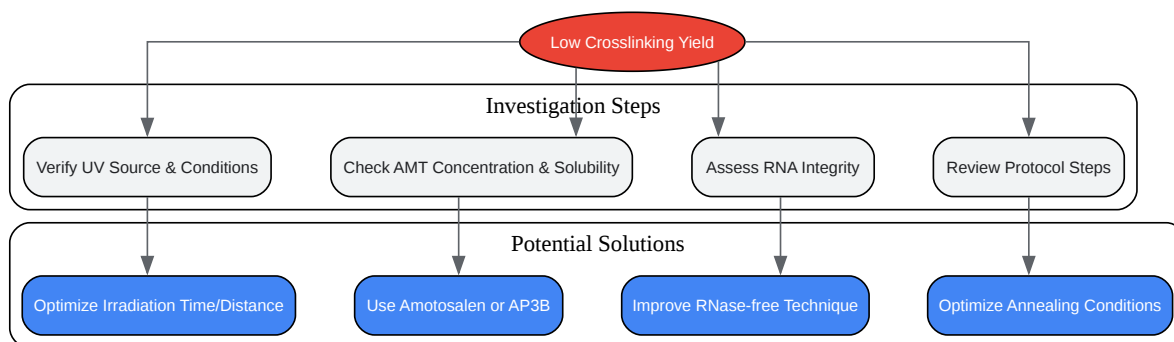 Low Crosslinking Yield
Investigation Steps
Verify UV Source & Conditions
Check AMT Concentration & Solubility
Assess RNA Integrity
Review Protocol Steps
Potential Solutions
Optimize Irradiation Time/Distance
Use Amotosalen or AP3B
Improve RNase-free Technique
Optimize Annealing Conditions